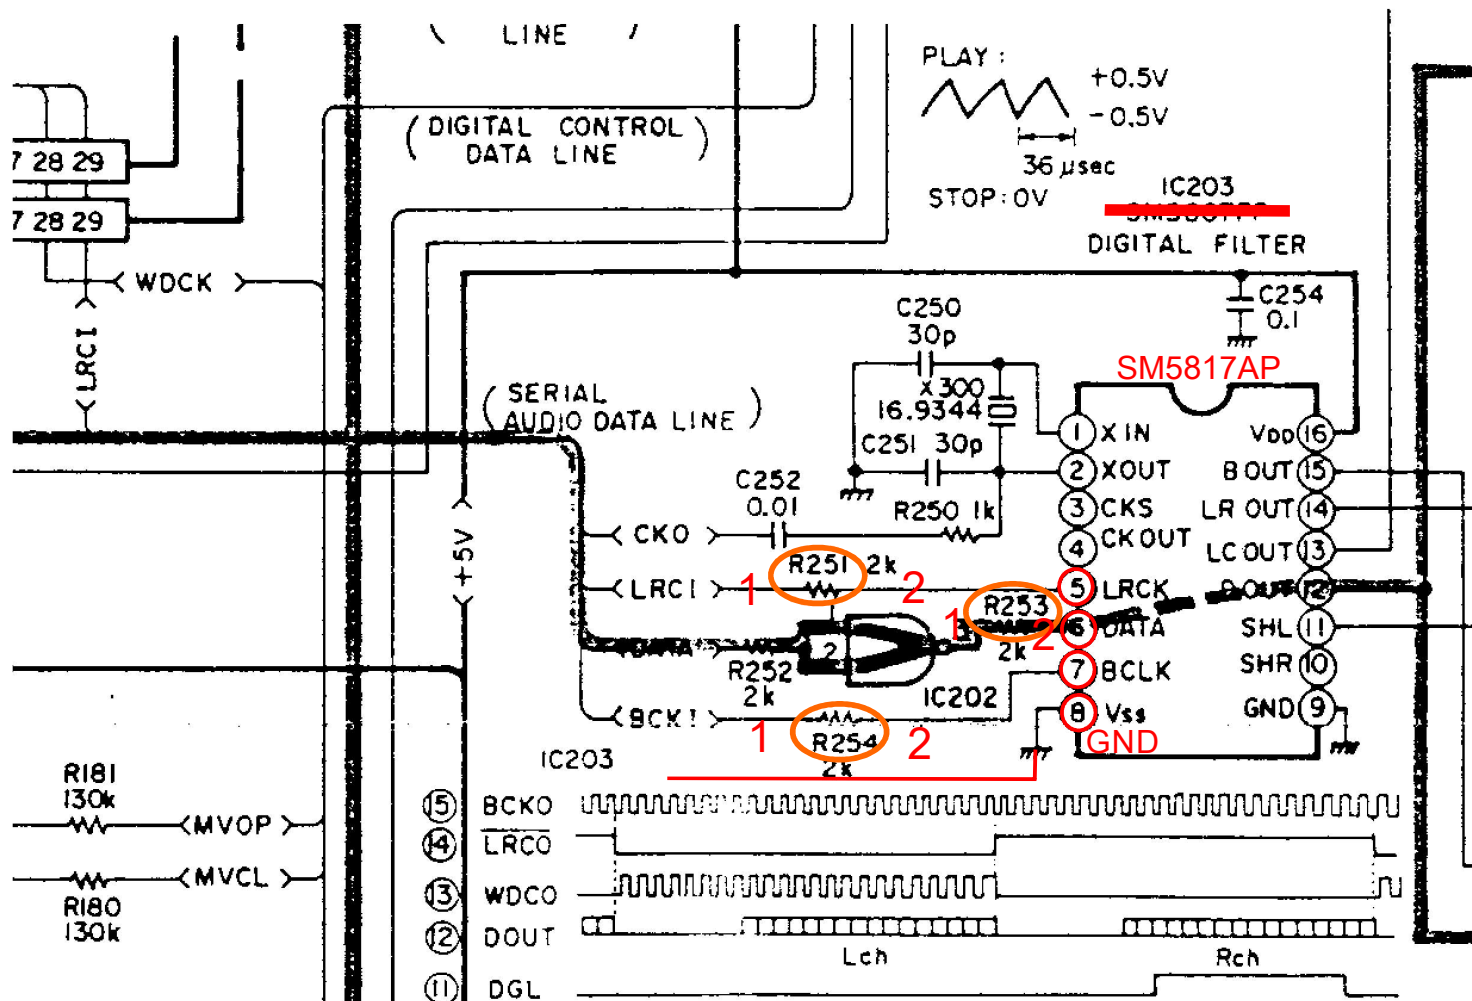 LINE
PLAY :
+0.5V
-0.5V
36 µsec
STOP : 0V
(DIGITAL CONTROL
DATA LINE)
7 28 29
7 28 29
WDCK
LRCI
IC203
DIGITAL FILTER
C254
0.1
C250
30p
X300
16.9344
C251 30p
SM5817AP
(SERIAL
AUDIO DATA LINE)
+5V
C252
0.01
R250 1k
CKO
R251 2k
LRCI
1
2
R253
1
2
2k
DATA
R252
2k
2
IC202
BCKI
1
2
R254
2k
1 XIN
2 XOUT
3 CKS
4 CKOUT
5 LRCK
6 DATA
7 BCLK
8 Vss
GND
VDD 16
B OUT 15
LR OUT 14
LC OUT 13
D OUT 12
SHL 11
SHR 10
GND 9
R181
130k
MVOP
MVCL
R180
130k
IC203
15 BCKO
14 LRCO
13 WDCO
12 DOUT
Lch
Rch
11 DGL